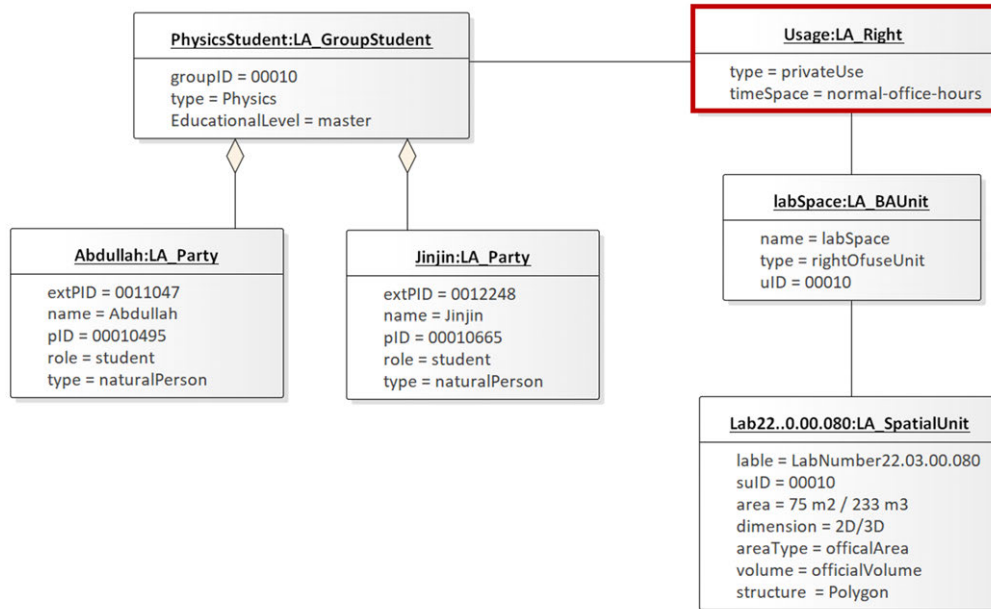 PhysicsStudent:LA_GroupStudent
groupID = 00010
type = Physics
EducationalLevel = master
Usage:LA_Right
type = privateUse
timeSpace = normal-office-hours
labSpace:LA_BAUnit
name = labSpace
type = rightOfuseUnit
uID = 00010
Abdullah:LA_Party
extPID = 0011047
name = Abdullah
pID = 00010495
role = student
type = naturalPerson
Jinjin:LA_Party
extPID = 0012248
name = Jinjin
pID = 00010665
role = student
type = naturalPerson
Lab22..0.00.080:LA_SpatialUnit
lable = LabNumber22.03.00.080
suID = 00010
area = 75 m2 / 233 m3
dimension = 2D/3D
areaType = officalArea
volume = officialVolume
structure = Polygon